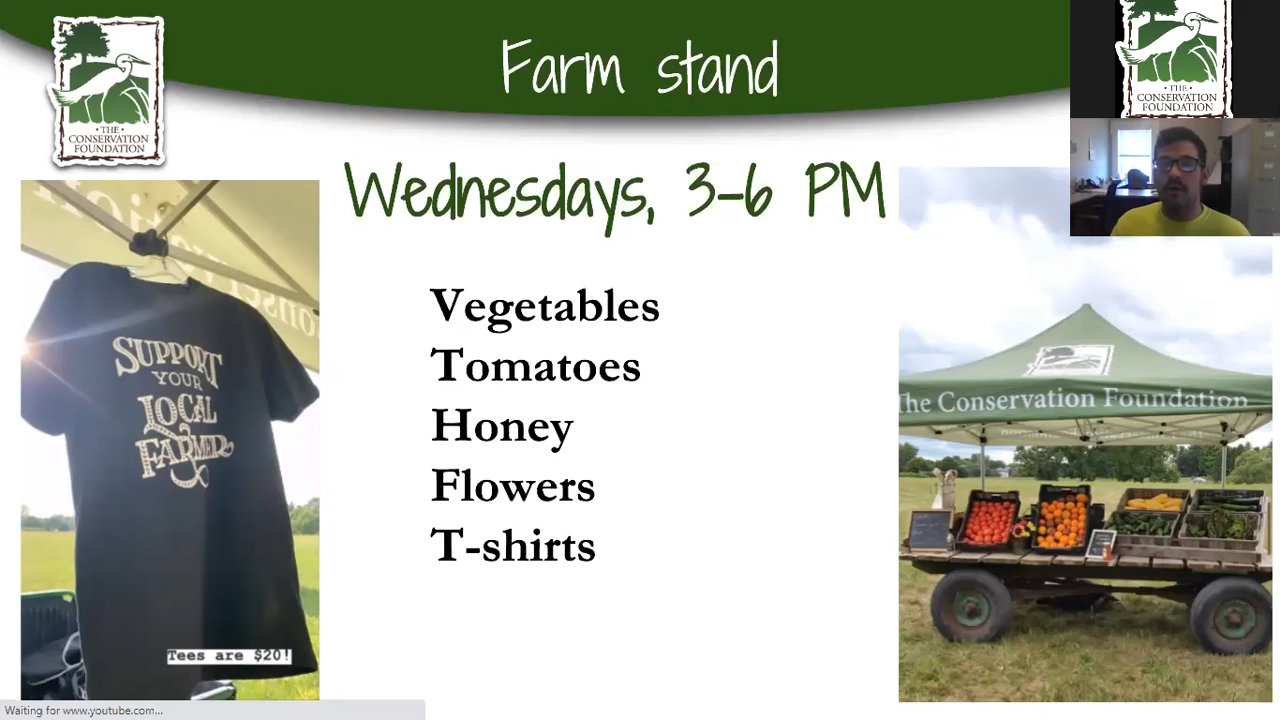 Farm stand
THE
CONSERVATION
FOUNDATION
THE
CONSERVATION
FOUNDATION
Wednesdays, 3-6 PM
Vegetables
Tomatoes
Honey
Flowers
T-shirts
SUPPORT
YOUR
LOCAL
FARMER
Tees are $20!
The Conservation Foundation
Waiting for www.youtube.com...